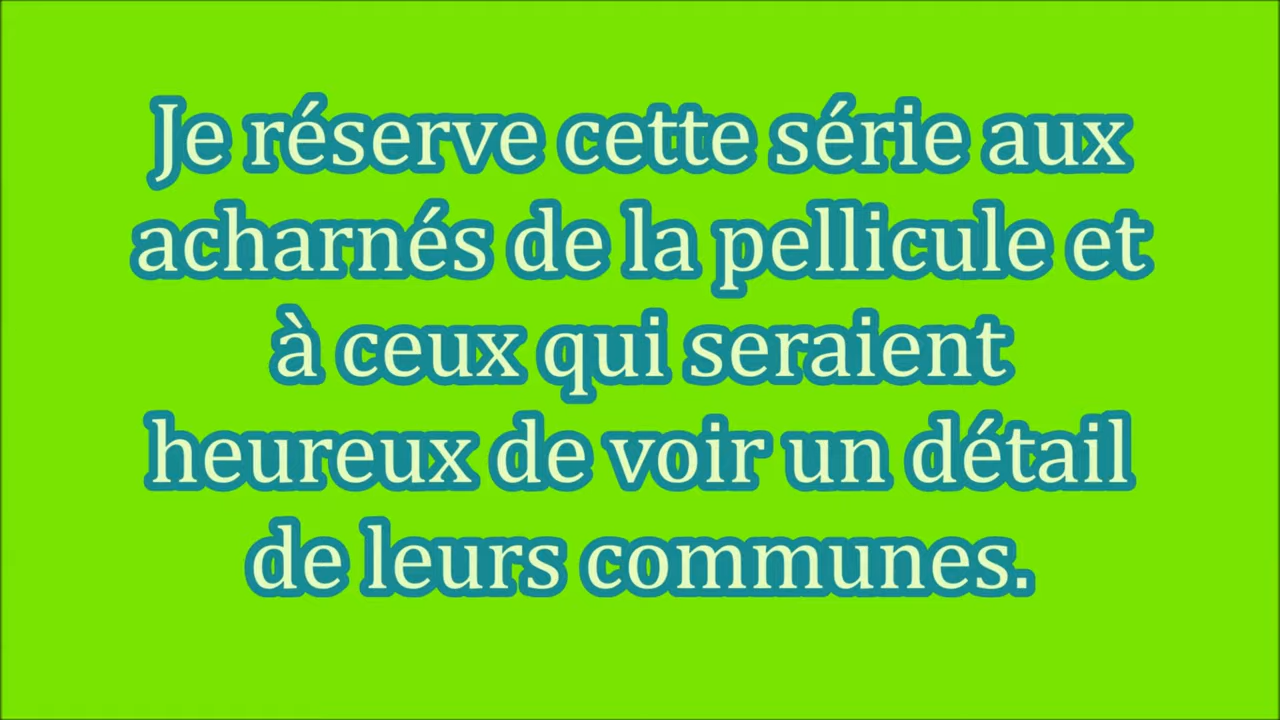 Je réserve cette série aux
acharnés de la pellicule et
à ceux qui seraient
heureux de voir un détail
de leurs communes.